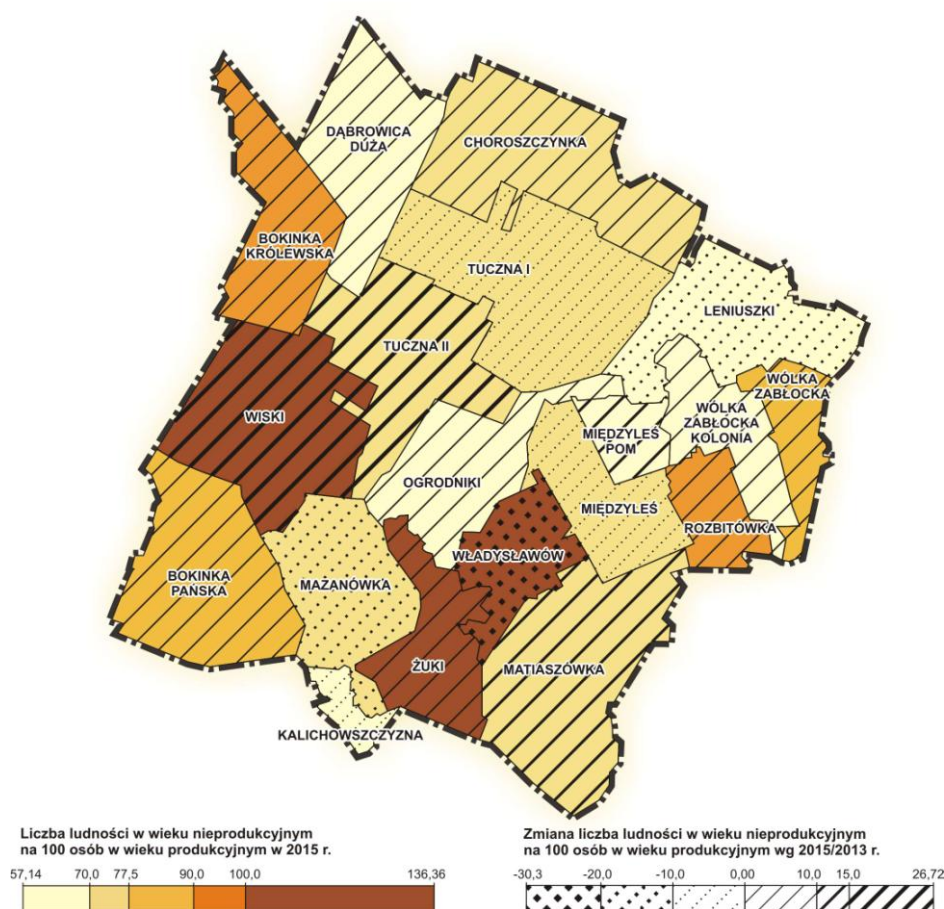 DĄBROWICA
DÚŻA
CHOROSZCZYNKA
BOKINKA
KRÓLEWSKA
TUCZNA I
LENIUSZKI
TUCZNA II
WÓLKA
ZABŁOCKA
WISKI
WÓLKA
ZABŁOCKA
KOLONIA
MIĘDZYLEŚ
POM
OGRODNIKI
MIĘDZYLEŚ
ROZBITÓWKA
WŁADYSŁAWÓW
BOKINKA
PAŃSKA
MAŻANÓWKA
ŻUKI
MATIASZÓWKA
KALICHOWSZCZYZNA
Liczba ludności w wieku nieprodukcyjnym
na 100 osób w wieku produkcyjnym w 2015 r.
57,14 70,0 77,5 90,0 100,0 136,36
Zmiana liczba ludności w wieku nieprodukcyjnym
na 100 osób w wieku produkcyjnym wg 2015/2013 r.
-30,3 -20,0 -10,0 0,00 10,0 15,0 26,72